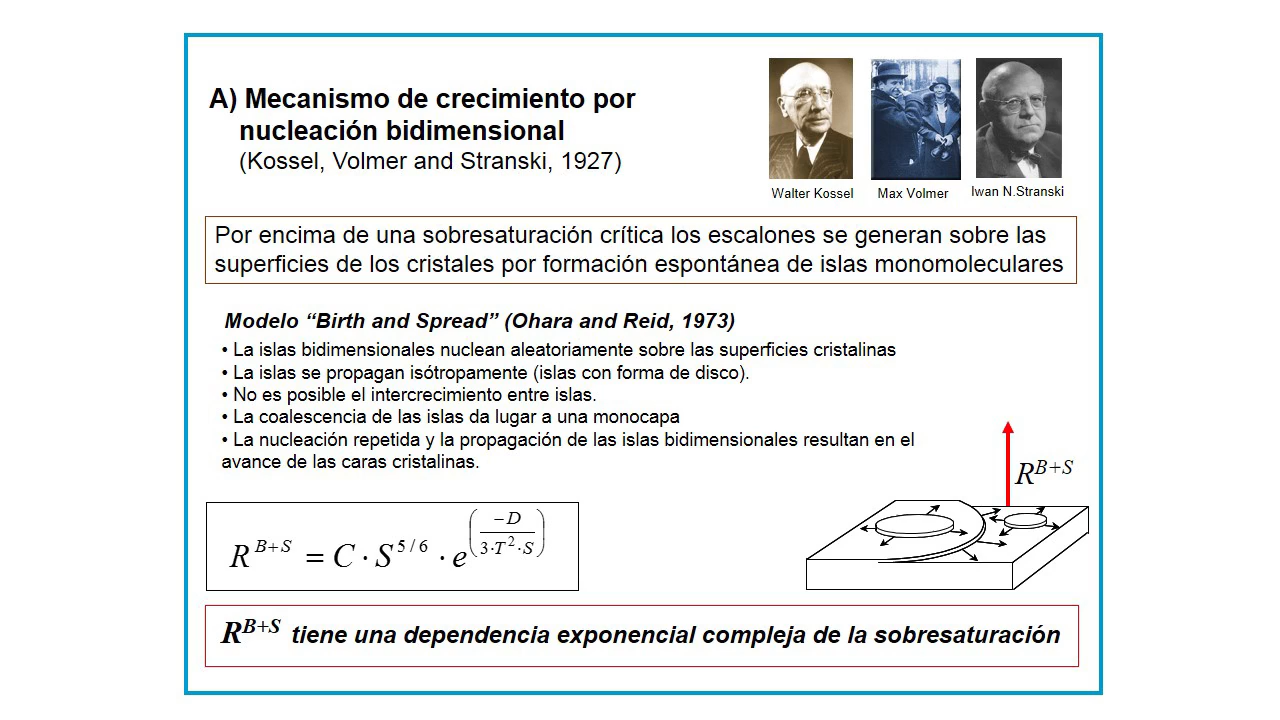 A) Mecanismo de crecimiento por
nucleación bidimensional
(Kossel, Volmer and Stranski, 1927)
Walter Kossel
Max Volmer
Iwan N.Stranski
Por encima de una sobresaturación crítica los escalones se generan sobre las
superficies de los cristales por formación espontánea de islas monomoleculares
Modelo “Birth and Spread” (Ohara and Reid, 1973)
• La islas bidimensionales nuclean aleatoriamente sobre las superficies cristalinas
• La islas se propagan isótropamente (islas con forma de disco).
• No es posible el intercrecimiento entre islas.
• La coalescencia de las islas da lugar a una monocapa
• La nucleación repetida y la propagación de las islas bidimensionales resultan en el
avance de las caras cristalinas.
R^{B+S}
R^{B+S} = C · S^{5/6} · e^{(-D / 3·T^2·S)}
R^{B+S} tiene una dependencia exponencial compleja de la sobresaturación